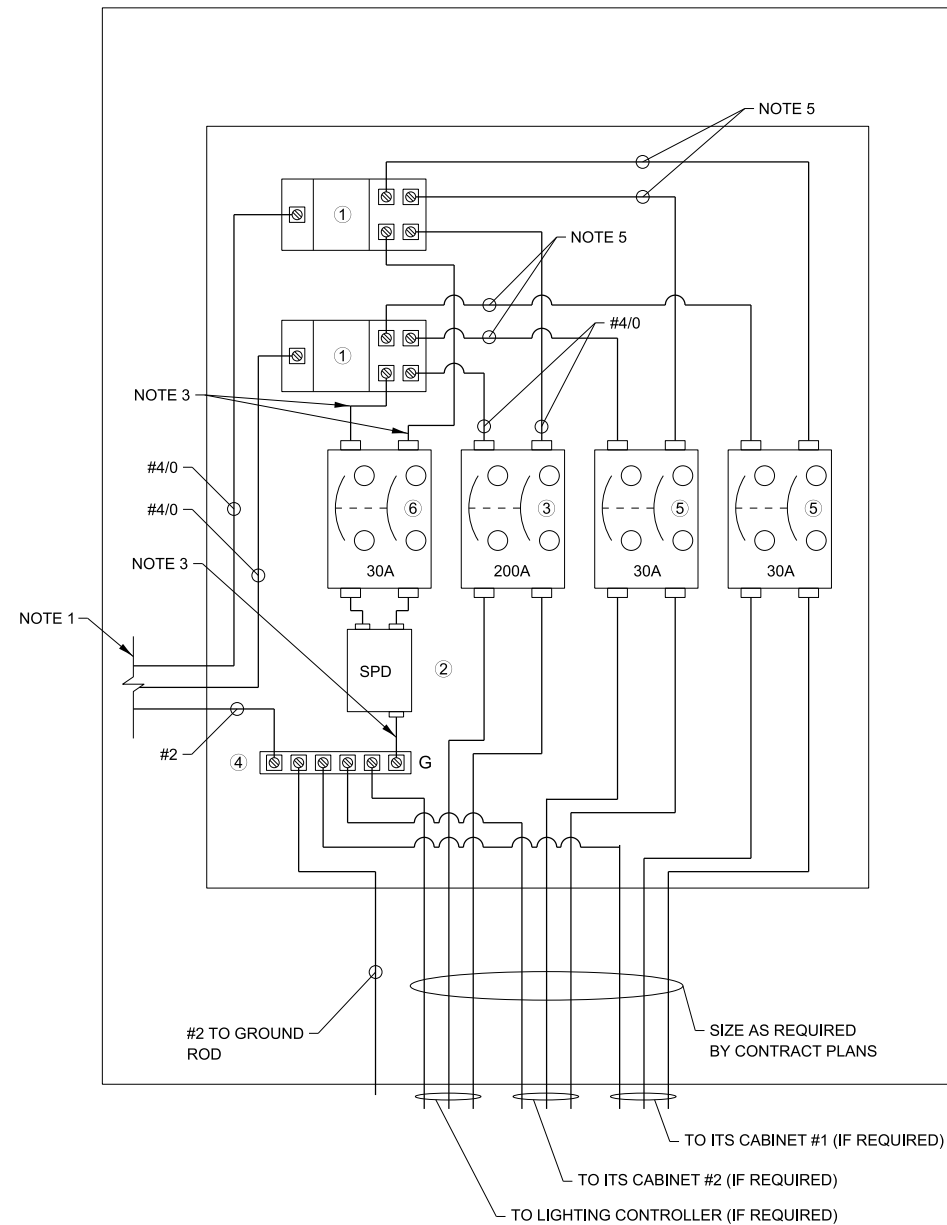 NOTE 5
①
NOTE 5
#4/0
①
NOTE 3
#4/0
#4/0
NOTE 3
⑥
③
⑤
⑤
30A
200A
30A
30A
NOTE 1
SPD
②
#2
④
G
#2 TO GROUND
ROD
SIZE AS REQUIRED
BY CONTRACT PLANS
TO ITS CABINET #1 (IF REQUIRED)
TO ITS CABINET #2 (IF REQUIRED)
TO LIGHTING CONTROLLER (IF REQUIRED)